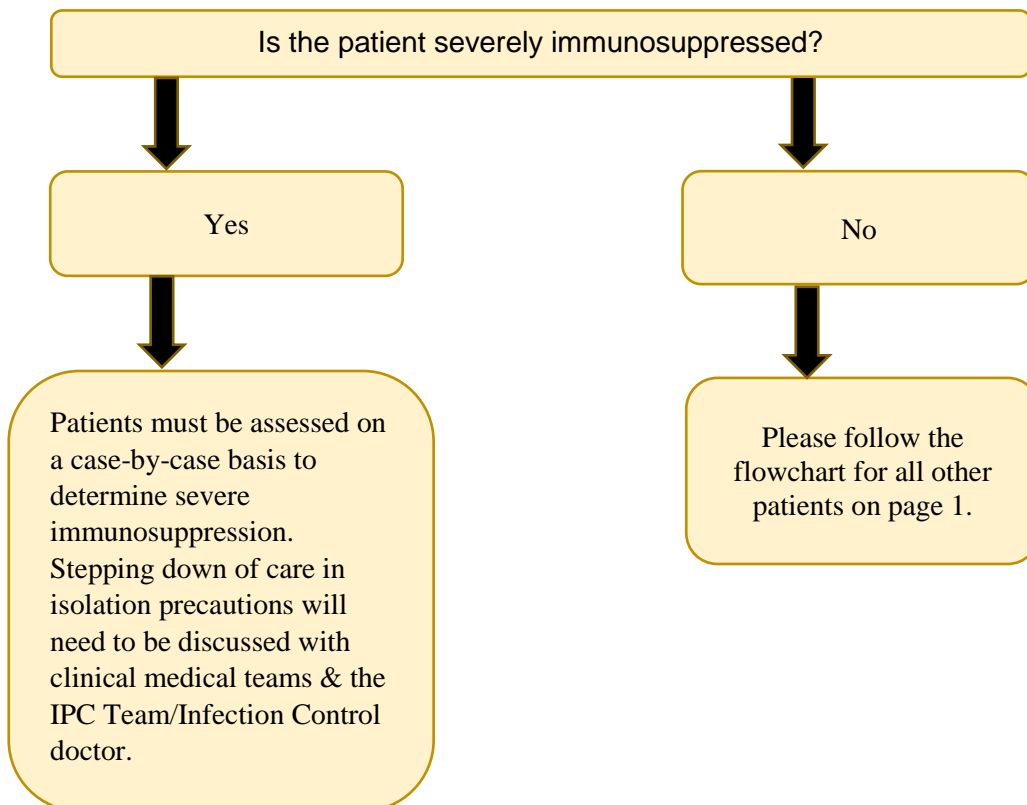 Is the patient severely immunosuppressed?
Yes
No
Patients must be assessed on
a case-by-case basis to
determine severe
immunosuppression.
Stepping down of care in
isolation precautions will
need to be discussed with
clinical medical teams & the
IPC Team/Infection Control
doctor.
Please follow the
flowchart for all other
patients on page 1.